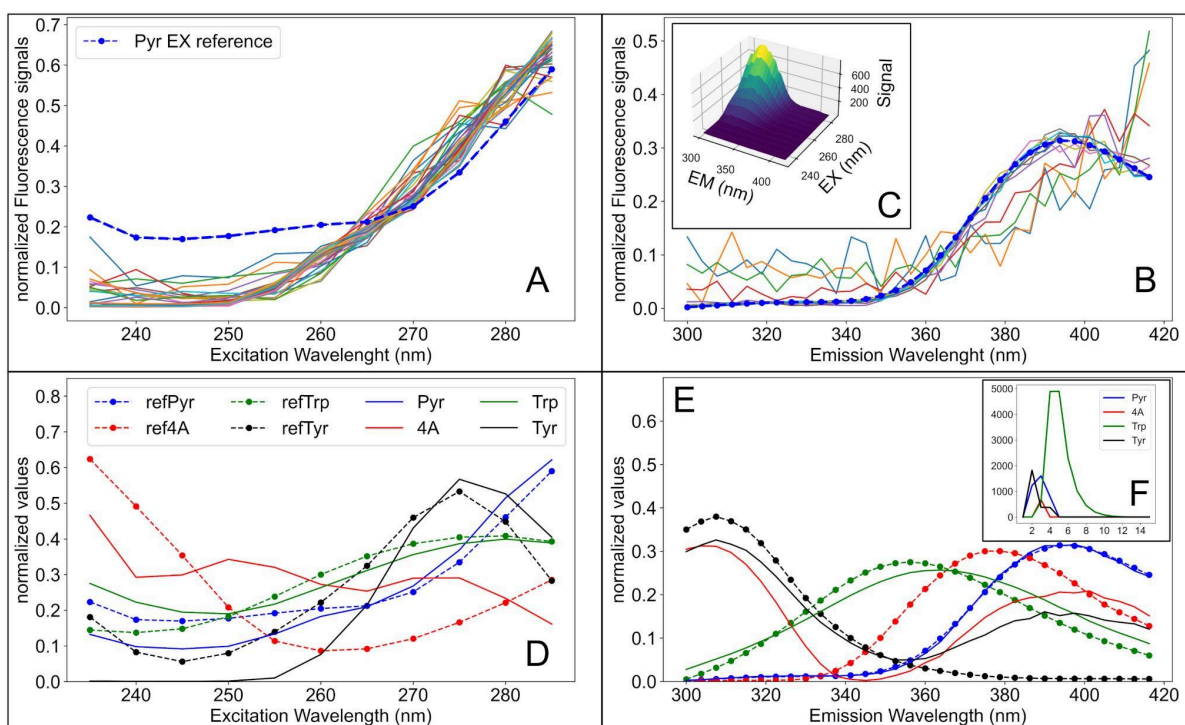 normalized Fluorescence signals
0.7
0.6
0.5
0.4
0.3
0.2
0.1
0.0
Pyr EX reference
A
240 250 260 270 280
Excitation Wavelenght (nm)
normalized Fluorescence signals
0.5
0.4
0.3
0.2
0.1
0.0
600
400
200
Signal
300
350
400
EM (nm)
240
260
280
EX (nm)
C
B
300 320 340 360 380 400 420
Emission Wavelenght (nm)
normalized values
0.8
0.7
0.6
0.5
0.4
0.3
0.2
0.1
0.0
refPyr refTrp Pyr Trp
ref4A refTyr 4A Tyr
D
240 250 260 270 280
Excitation Wavelength (nm)
E
normalized values
0.8
0.7
0.6
0.5
0.4
0.3
0.2
0.1
0.0
5000
4000
3000
2000
1000
0
Pyr
4A
Trp
Tyr
F
2 4 6 8 10 12 14
300 320 340 360 380 400 420
Emission Wavelength (nm)